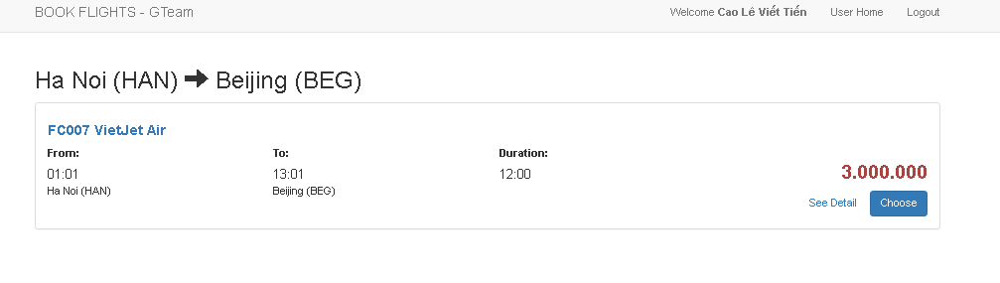 BOOK FLIGHTS - GTeam
Welcome Cao Lê Viết Tiến User Home Logout
Ha Noi (HAN) Beijing (BEG)
FC007 VietJet Air
From: To: Duration:
01:01 13:01 12:00
Ha Noi (HAN) Beijing (BEG)
3.000.000
See Detail Choose